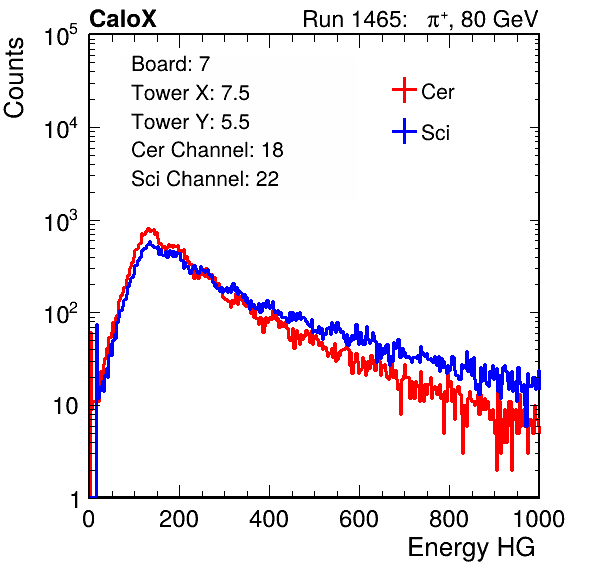 CaloX Run 1465: π⁺, 80 GeV
Counts
Board: 7
Tower X: 7.5
Tower Y: 5.5
Cer Channel: 18
Sci Channel: 22
Cer
Sci
10⁵
10⁴
10³
10²
10
1
0 200 400 600 800 1000
Energy HG